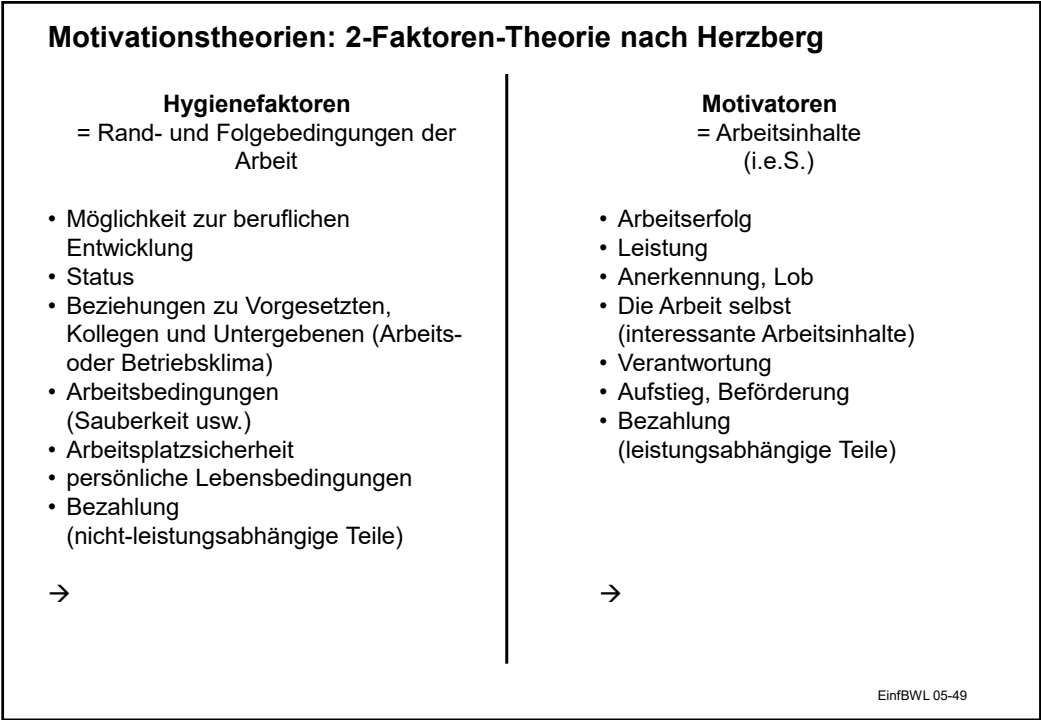 Motivationstheorien: 2-Faktoren-Theorie nach Herzberg
Hygienefaktoren
= Rand- und Folgebedingungen der
Arbeit
• Möglichkeit zur beruflichen
Entwicklung
• Status
• Beziehungen zu Vorgesetzten,
Kollegen und Untergebenen (Arbeits-
oder Betriebsklima)
• Arbeitsbedingungen
(Sauberkeit usw.)
• Arbeitsplatzsicherheit
• persönliche Lebensbedingungen
• Bezahlung
(nicht-leistungsabhängige Teile)
→
Motivatoren
= Arbeitsinhalte
(i.e.S.)
• Arbeitserfolg
• Leistung
• Anerkennung, Lob
• Die Arbeit selbst
(interessante Arbeitsinhalte)
• Verantwortung
• Aufstieg, Beförderung
• Bezahlung
(leistungsabhängige Teile)
→
EinfBWL 05-49